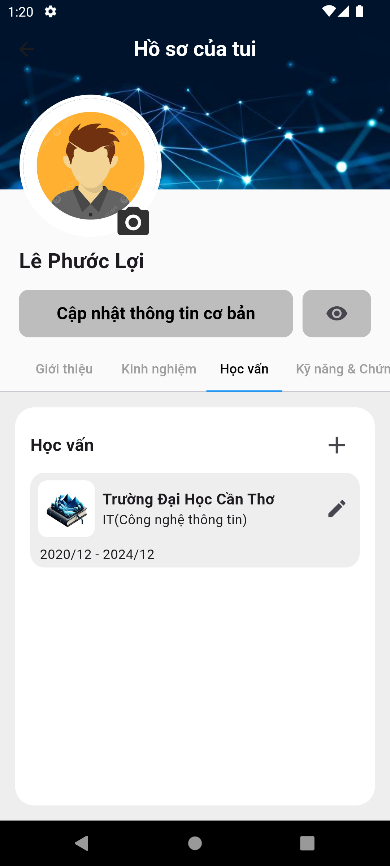 1:20
Hồ sơ của tui
Lê Phước Lợi
Cập nhật thông tin cơ bản
Giới thiệu Kinh nghiệm Học vấn Kỹ năng & Chứn
Học vấn
Trường Đại Học Cần Thơ
IT(Công nghệ thông tin)
2020/12 - 2024/12